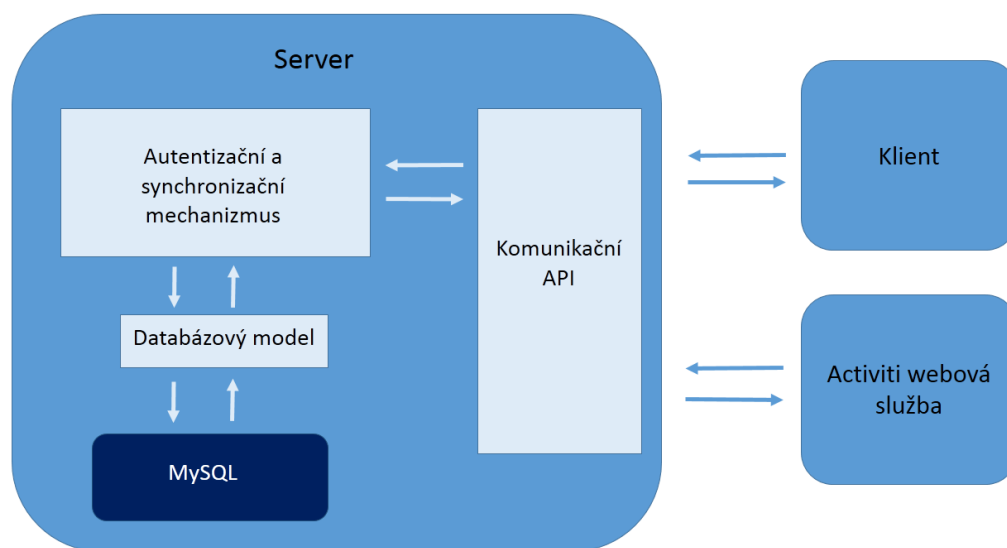 Server
Autentizační a
synchronizační
mechanizmus
Komunikační
API
Databázový model
MySQL
Klient
Activiti webová
služba